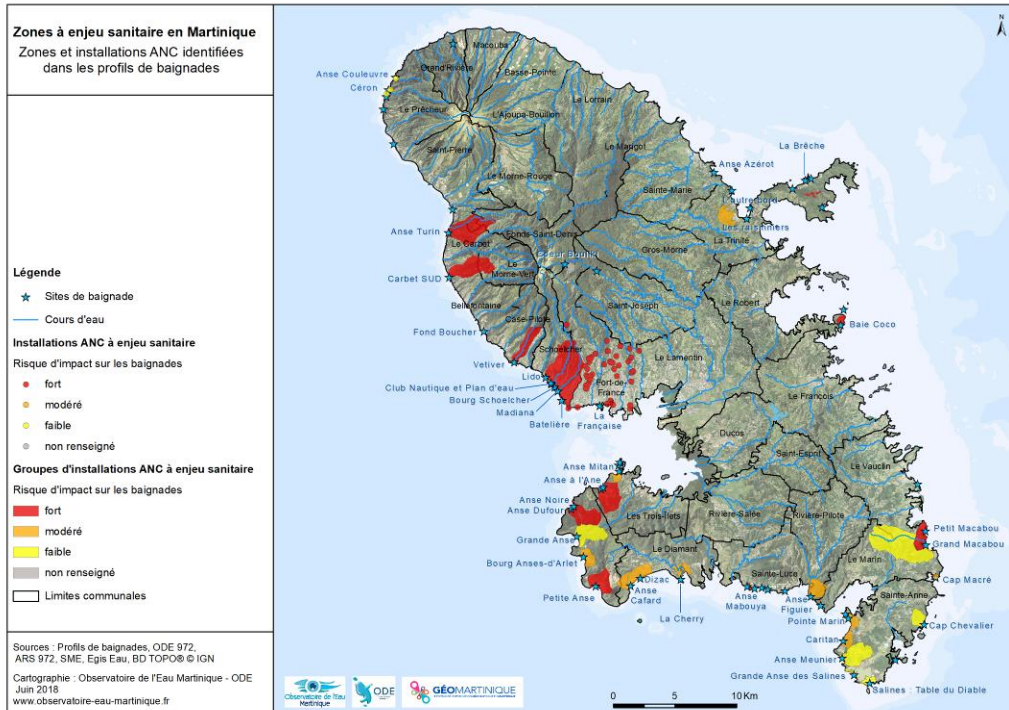 Zones à enjeu sanitaire en Martinique
Zones et installations ANC identifiées
dans les profils de baignades
Légende
Sites de baignade
Cours d'eau
Installations ANC à enjeu sanitaire
Risque d'impact sur les baignades
fort
modéré
faible
non renseigné
Groupes d'installations ANC à enjeu sanitaire
Risque d'impact sur les baignades
fort
modéré
faible
non renseigné
Limites communales
Sources : Profils de baignades, ODE 972,
ARS 972, SME, Egis Eau, BD TOPO® © IGN
Cartographie : Observatoire de l'Eau Martinique - ODE
Juin 2018
www.observatoire-eau-martinique.fr
N
Macouba
Grand'Rivière
Basse-Pointe
Anse Couleuvre
Céron
Le Prêcheur
L'Ajoupa-Bouillon
Le Lorrain
Saint-Pierre
Le Marigot
Le Morne-Rouge
Anse Azérot
La Brèche
Sainte-Marie
L'autre bord
Les raisiniers
La Trinité
Anse Turin
Le Carbet
Fonds-Saint-Denis
Gros-Morne
Carbet SUD
Le
Morne-Vert
Coeur Bouliki
Bellefontaine
Saint-Joseph
Le Robert
Case-Pilote
Fond Boucher
Baie Coco
Schoelcher
Vetiver
Le Lamentin
Lido
Fort-de-
France
Club Nautique et Plan d'eau
Bourg Schoelcher
Madiana
Batelière
La
Française
Le François
Ducos
Saint-Esprit
Le Vauclin
Anse Mitan
Anse à l'Ane
Anse Noire
Anse Dufour
Les Trois-Ilets
Rivière-Salée
Rivière-Pilote
Petit Macabou
Grand Macabou
Grande Anse
Le Diamant
Le Marin
Bourg Anses-d'Arlet
Dizac
Sainte-Luce
Cap Macré
Petite Anse
Anse
Cafard
La Cherry
Anse
Mabouya
Anse
Figuier
Sainte-Anne
Pointe Marin
Cap Chevalier
Caritan
Anse Meunier
Grande Anse des Salines
Salines : Table du Diable
Observatoire de l'Eau
Martinique
ODE
GÉOMARTINIQUE
0 5 10 Km